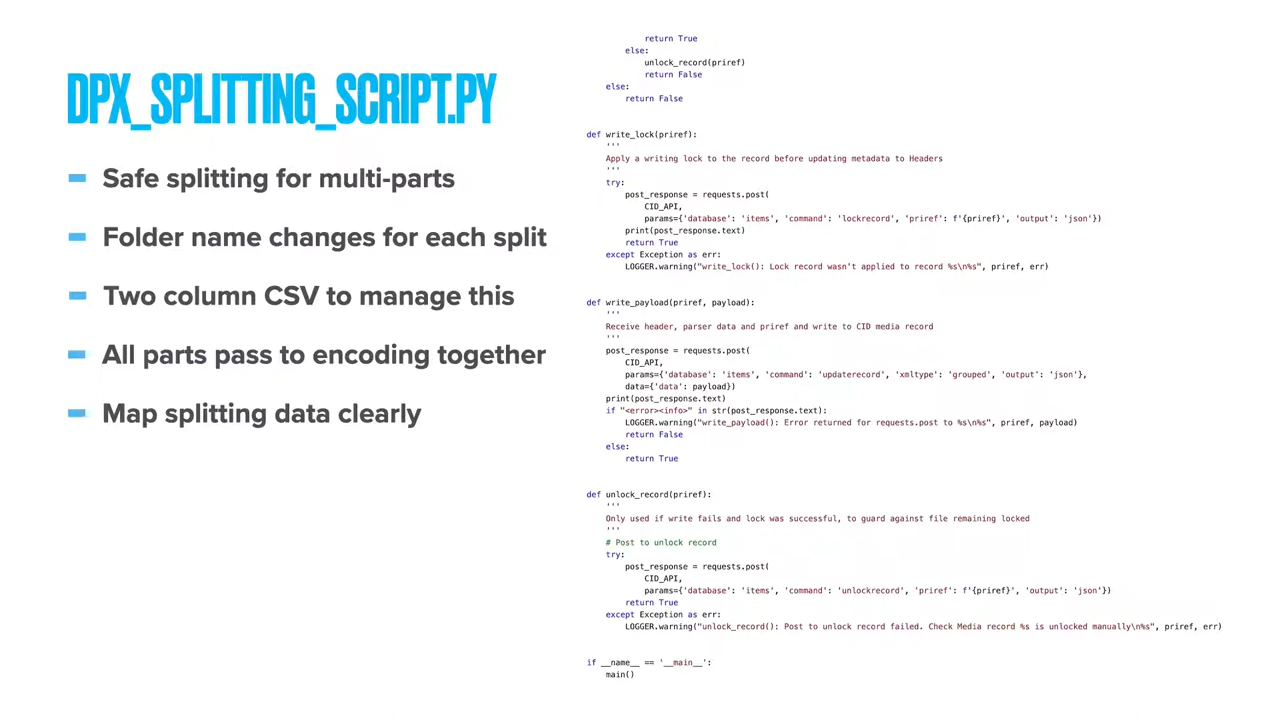 DPX_SPLITTING_SCRIPT.PY
Safe splitting for multi-parts
Folder name changes for each split
Two column CSV to manage this
All parts pass to encoding together
Map splitting data clearly
return True
else:
unlock_record(priref)
return False
else:
return False
def write_lock(priref):
'''
Apply a writing lock to the record before updating metadata to Headers
'''
try:
post_response = requests.post(
CID_API,
params={'database': 'items', 'command': 'lockrecord', 'priref': f'{priref}', 'output': 'json'})
print(post_response.text)
return True
except Exception as err:
LOGGER.warning("write_lock(): Lock record wasn't applied to record %s\n%s", priref, err)
def write_payload(priref, payload):
'''
Receive header, parser data and priref and write to CID media record
'''
post_response = requests.post(
CID_API,
params={'database': 'items', 'command': 'updaterecord', 'xmltype': 'grouped', 'output': 'json'},
data={'data': payload})
print(post_response.text)
if "<error><info>" in str(post_response.text):
LOGGER.warning("write_payload(): Error returned for requests.post to %s\n%s", priref, payload)
return False
else:
return True
def unlock_record(priref):
'''
Only used if write fails and lock was successful, to guard against file remaining locked
'''
# Post to unlock record
try:
post_response = requests.post(
CID_API,
params={'database': 'items', 'command': 'unlockrecord', 'priref': f'{priref}', 'output': 'json'})
return True
except Exception as err:
LOGGER.warning("unlock_record(): Post to unlock record failed. Check Media record %s is unlocked manually\n%s", priref, err)
if __name__ == '__main__':
main()